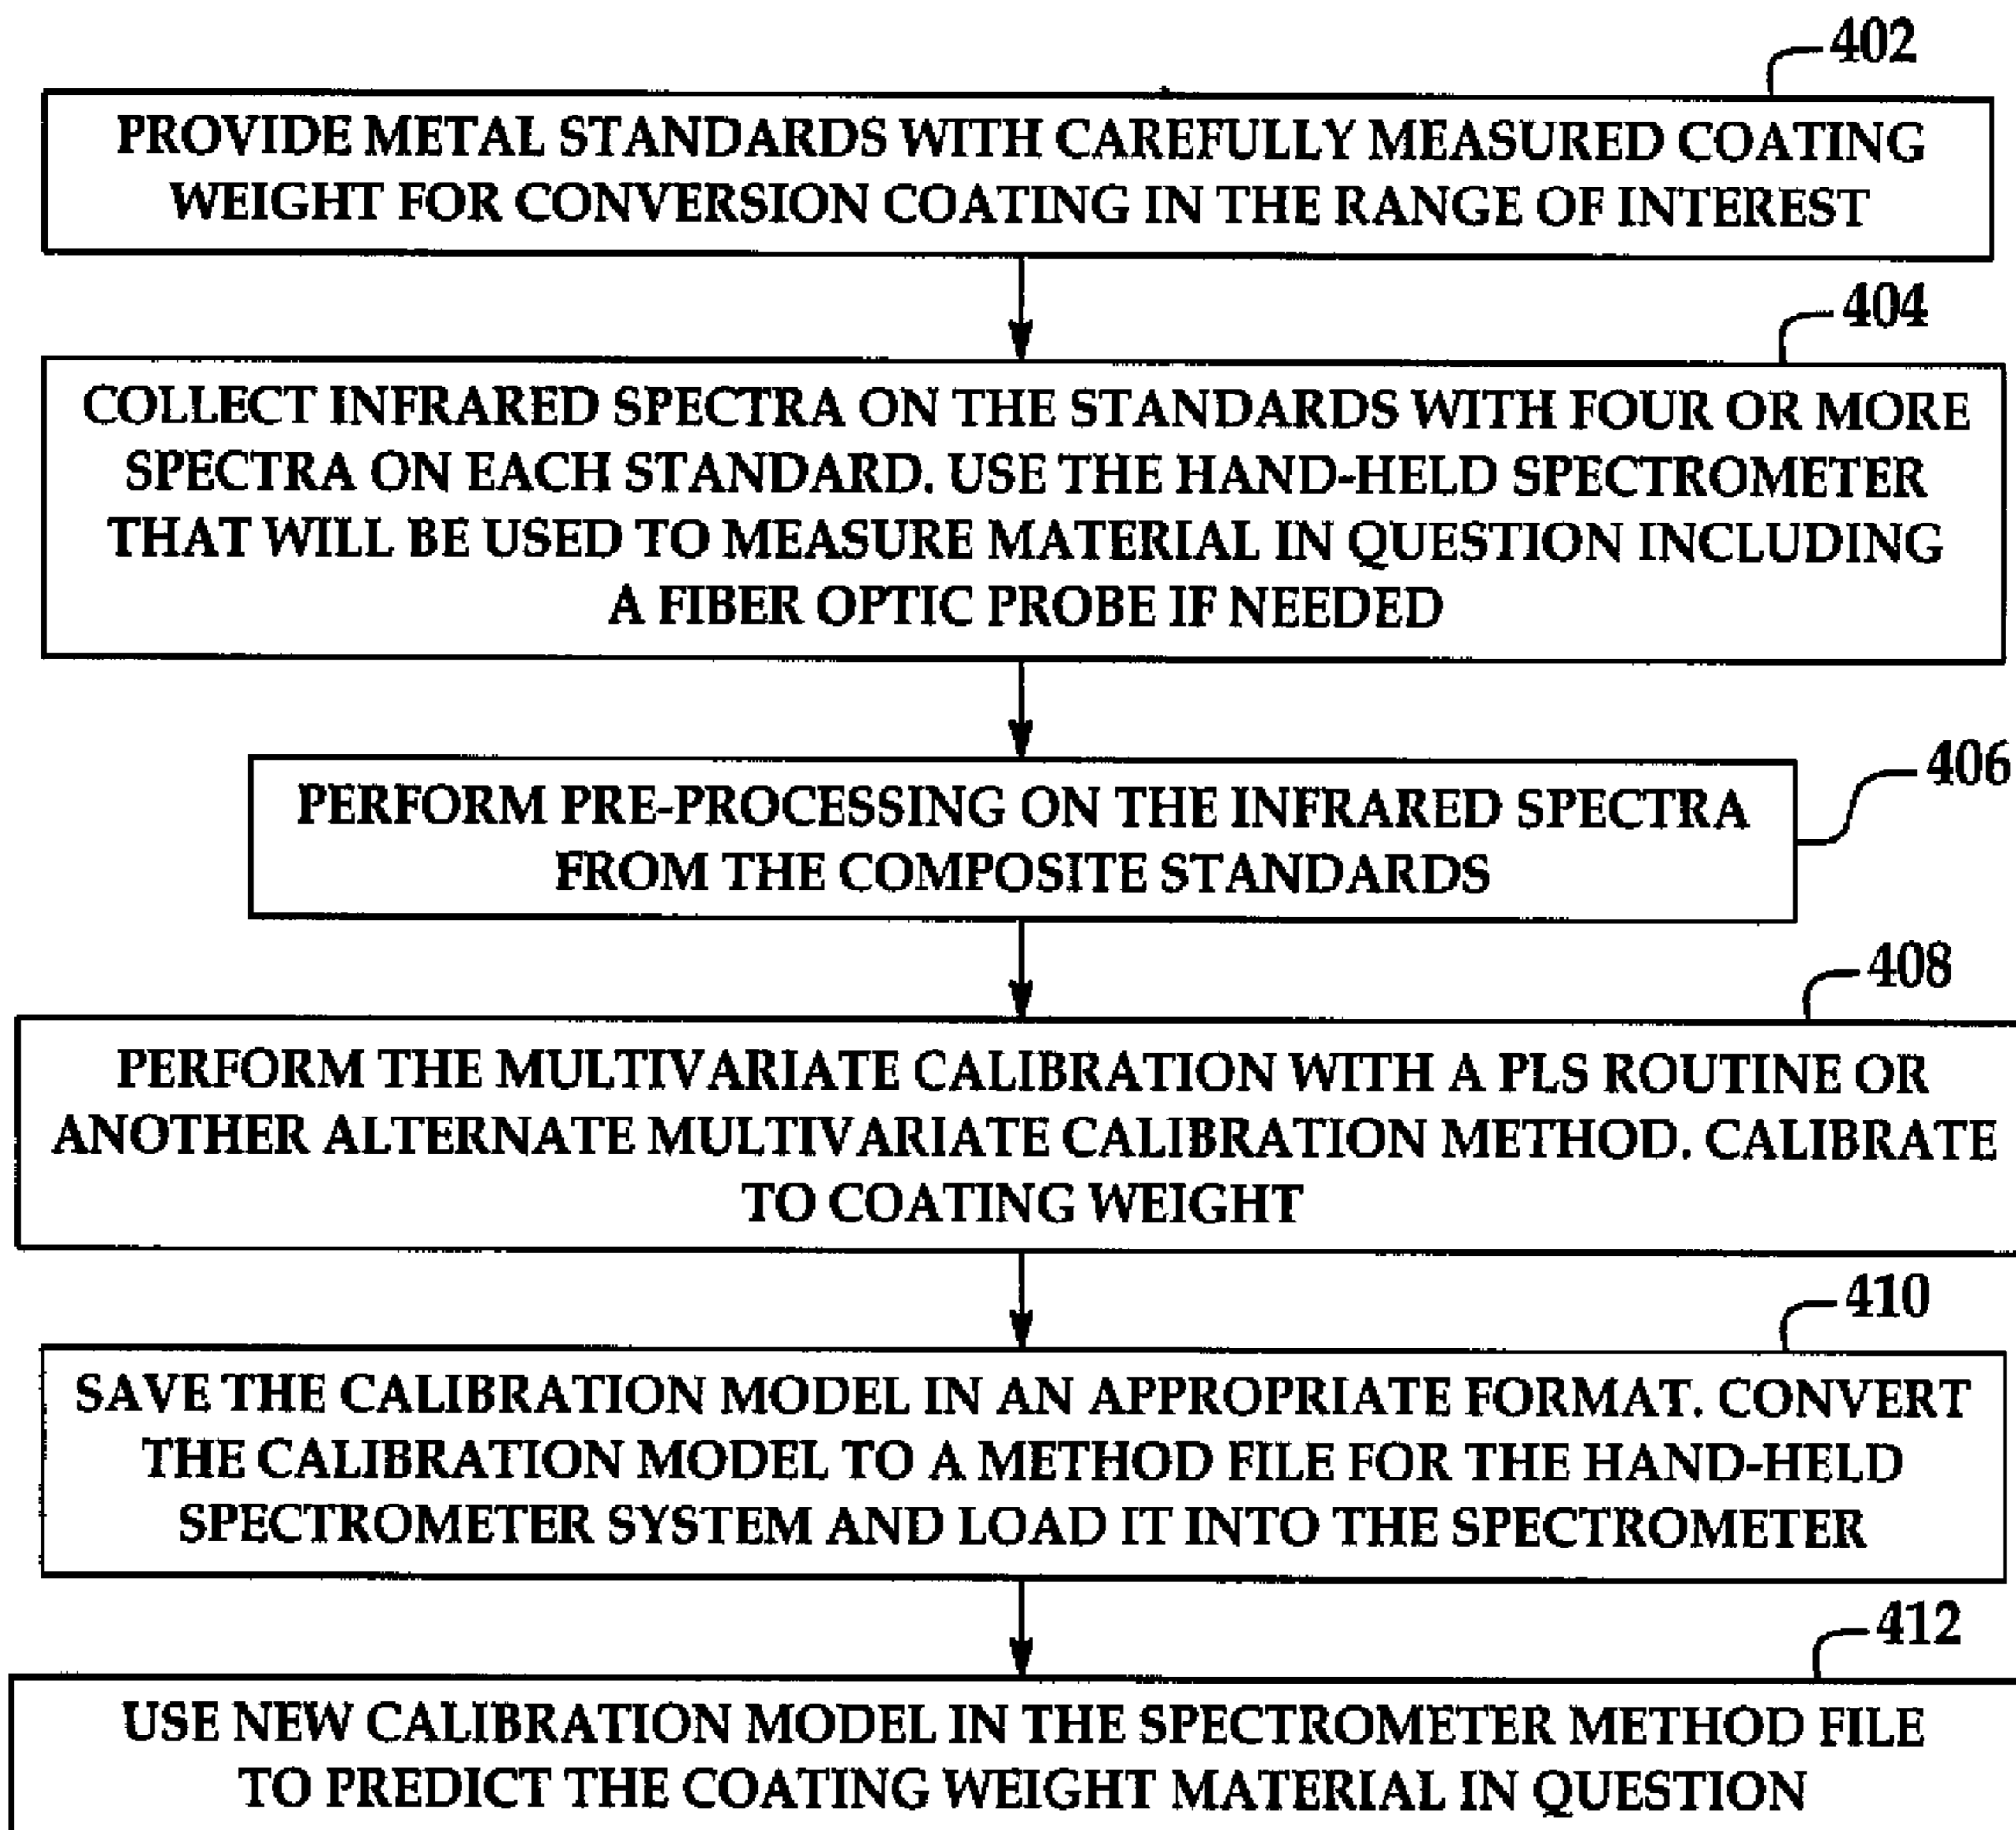 402
PROVIDE METAL STANDARDS WITH CAREFULLY MEASURED COATING
WEIGHT FOR CONVERSION COATING IN THE RANGE OF INTEREST
404
COLLECT INFRARED SPECTRA ON THE STANDARDS WITH FOUR OR MORE
SPECTRA ON EACH STANDARD. USE THE HAND-HELD SPECTROMETER
THAT WILL BE USED TO MEASURE MATERIAL IN QUESTION INCLUDING
A FIBER OPTIC PROBE IF NEEDED
406
PERFORM PRE-PROCESSING ON THE INFRARED SPECTRA
FROM THE COMPOSITE STANDARDS
408
PERFORM THE MULTIVARIATE CALIBRATION WITH A PLS ROUTINE OR
ANOTHER ALTERNATE MULTIVARIATE CALIBRATION METHOD. CALIBRATE
TO COATING WEIGHT
410
SAVE THE CALIBRATION MODEL IN AN APPROPRIATE FORMAT. CONVERT
THE CALIBRATION MODEL TO A METHOD FILE FOR THE HAND-HELD
SPECTROMETER SYSTEM AND LOAD IT INTO THE SPECTROMETER
412
USE NEW CALIBRATION MODEL IN THE SPECTROMETER METHOD FILE
TO PREDICT THE COATING WEIGHT MATERIAL IN QUESTION